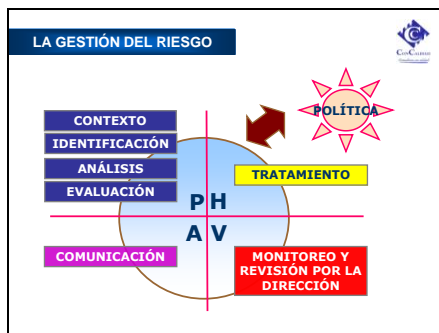 LA GESTIÓN DEL RIESGO
POLÍTICA
CONTEXTO
IDENTIFICACIÓN
ANÁLISIS
EVALUACIÓN
TRATAMIENTO
P H
A V
COMUNICACIÓN
MONITOREO Y
REVISIÓN POR LA
DIRECCIÓN